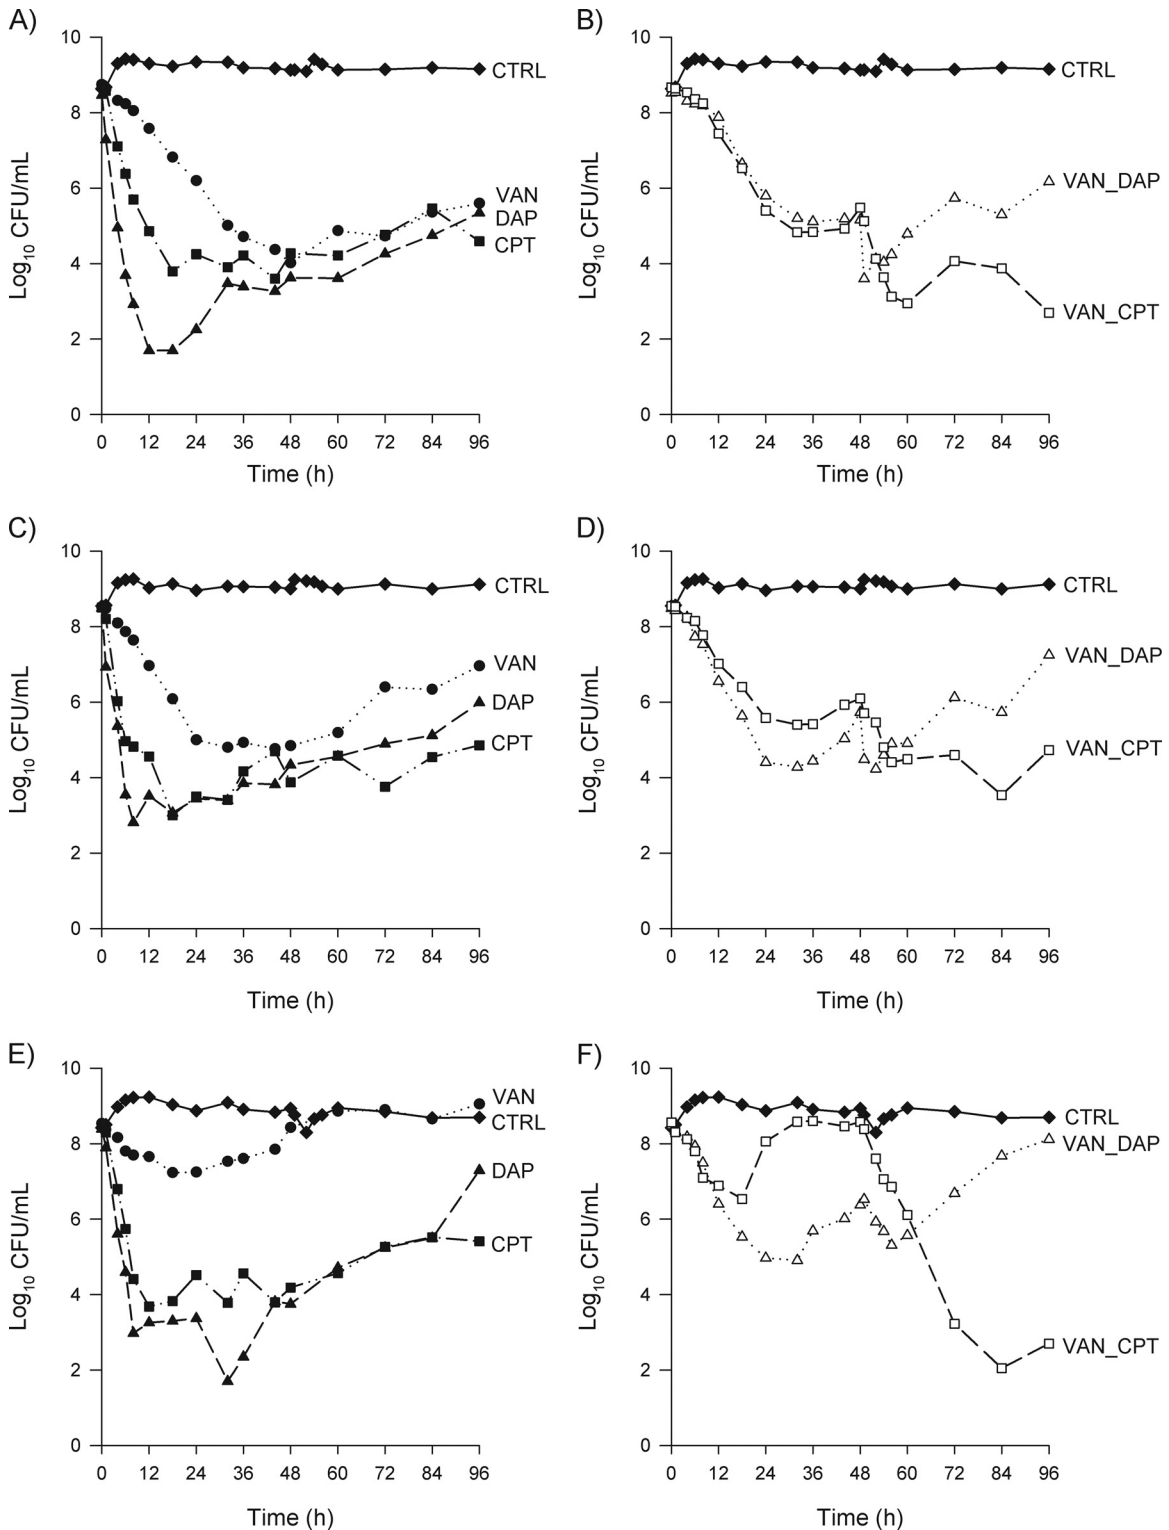 A)
10
8
6
4
2
0
Log10 CFU/mL
CTRL
VAN
DAP
CPT
0 12 24 36 48 60 72 84 96
Time (h)
B)
10
8
6
4
2
0
Log10 CFU/mL
CTRL
VAN_DAP
VAN_CPT
0 12 24 36 48 60 72 84 96
Time (h)
C)
10
8
6
4
2
0
Log10 CFU/mL
CTRL
VAN
DAP
CPT
0 12 24 36 48 60 72 84 96
Time (h)
D)
10
8
6
4
2
0
Log10 CFU/mL
CTRL
VAN_DAP
VAN_CPT
0 12 24 36 48 60 72 84 96
Time (h)
E)
10
8
6
4
2
0
Log10 CFU/mL
VAN
CTRL
DAP
CPT
0 12 24 36 48 60 72 84 96
Time (h)
F)
10
8
6
4
2
0
Log10 CFU/mL
CTRL
VAN_DAP
VAN_CPT
0 12 24 36 48 60 72 84 96
Time (h)